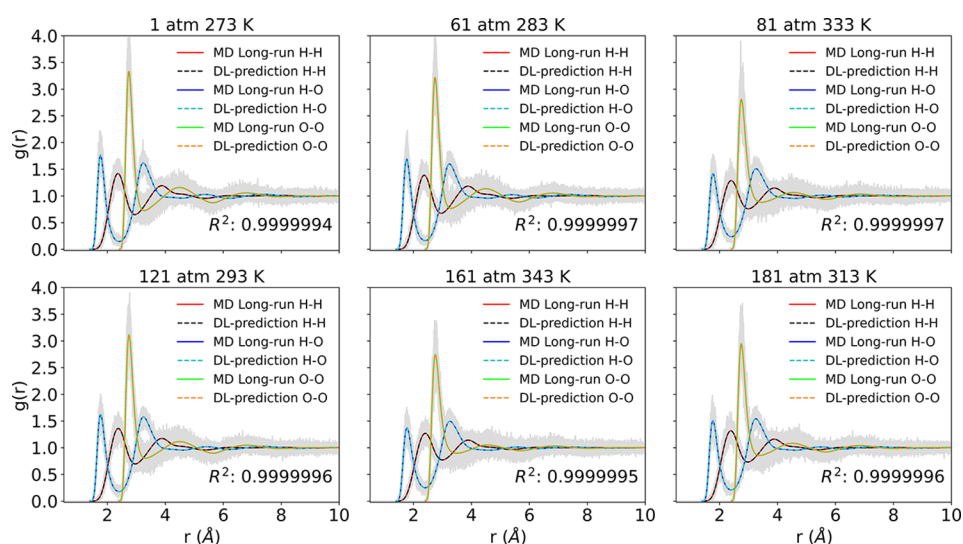 1 atm 273 K
61 atm 283 K
81 atm 333 K
g(r)
4.0
3.5
3.0
2.5
2.0
1.5
1.0
0.5
0.0
MD Long-run H-H
DL-prediction H-H
MD Long-run H-O
DL-prediction H-O
MD Long-run O-O
DL-prediction O-O
R²: 0.9999994
MD Long-run H-H
DL-prediction H-H
MD Long-run H-O
DL-prediction H-O
MD Long-run O-O
DL-prediction O-O
R²: 0.9999997
MD Long-run H-H
DL-prediction H-H
MD Long-run H-O
DL-prediction H-O
MD Long-run O-O
DL-prediction O-O
R²: 0.9999997
121 atm 293 K
161 atm 343 K
181 atm 313 K
g(r)
4.0
3.5
3.0
2.5
2.0
1.5
1.0
0.5
0.0
MD Long-run H-H
DL-prediction H-H
MD Long-run H-O
DL-prediction H-O
MD Long-run O-O
DL-prediction O-O
R²: 0.9999996
MD Long-run H-H
DL-prediction H-H
MD Long-run H-O
DL-prediction H-O
MD Long-run O-O
DL-prediction O-O
R²: 0.9999995
MD Long-run H-H
DL-prediction H-H
MD Long-run H-O
DL-prediction H-O
MD Long-run O-O
DL-prediction O-O
R²: 0.9999996
2 4 6 8 10
2 4 6 8 10
2 4 6 8 10
r (Å)
r (Å)
r (Å)